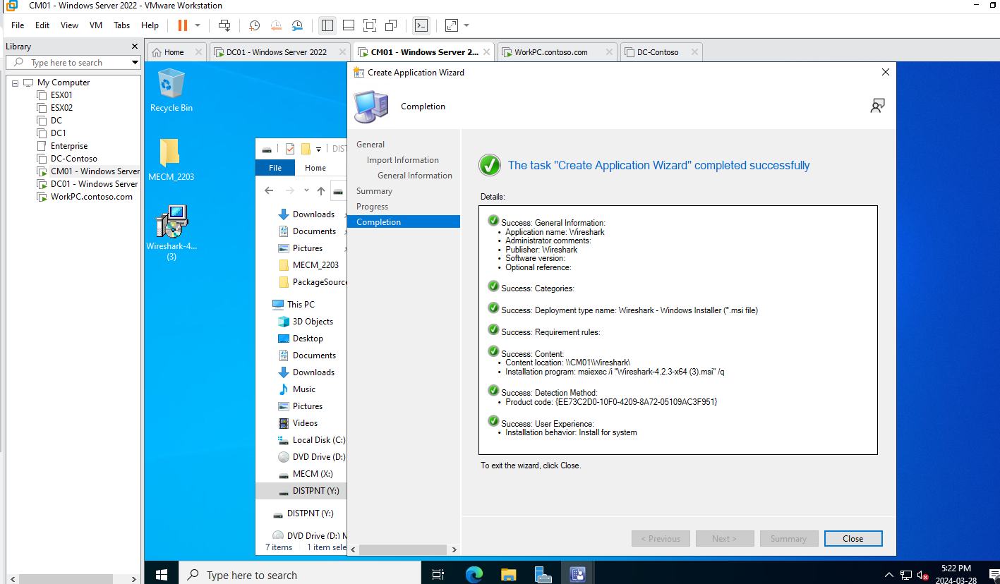 CM01 - Windows Server 2022 - VMware Workstation
File Edit View VM Tabs Help
Library
Type here to search
My Computer
ESX01
ESX02
DC
DC1
Enterprise
DC-Contoso
CM01 - Windows Server
DC01 - Windows Server
WorkPC.contoso.com
Home
DC01 - Windows Server 2022
CM01 - Windows Server 2...
WorkPC.contoso.com
DC-Contoso
Recycle Bin
MECM_2203
Wireshark-4...
(3)
DIST
File Home
Downloads
Documents
Pictures
MECM_2203
PackageSource
This PC
3D Objects
Desktop
Documents
Downloads
Music
Pictures
Videos
Local Disk (C:)
DVD Drive (D:)
MECM (X:)
DISTPNT (Y:)
DISTPNT (Y:)
DVD Drive (D:) M
7 items 1 item sele
Create Application Wizard
Completion
General
Import Information
General Information
Summary
Progress
Completion
The task "Create Application Wizard" completed successfully
Details:
Success: General Information:
• Application name: Wireshark
• Administrator comments:
• Publisher: Wireshark
• Software version:
• Optional reference:
Success: Categories:
Success: Deployment type name: Wireshark - Windows Installer (*.msi file)
Success: Requirement rules:
Success: Content:
• Content location: \\CM01\Wireshark\
• Installation program: msiexec /i "Wireshark-4.2.3-x64 (3).msi" /q
Success: Detection Method:
• Product code: {EE73C2D0-10F0-4209-8A72-05109AC3F951}
Success: User Experience:
• Installation behavior: Install for system
To exit the wizard, click Close.
< Previous Next > Summary Close
Type here to search
5:22 PM
2024-03-28